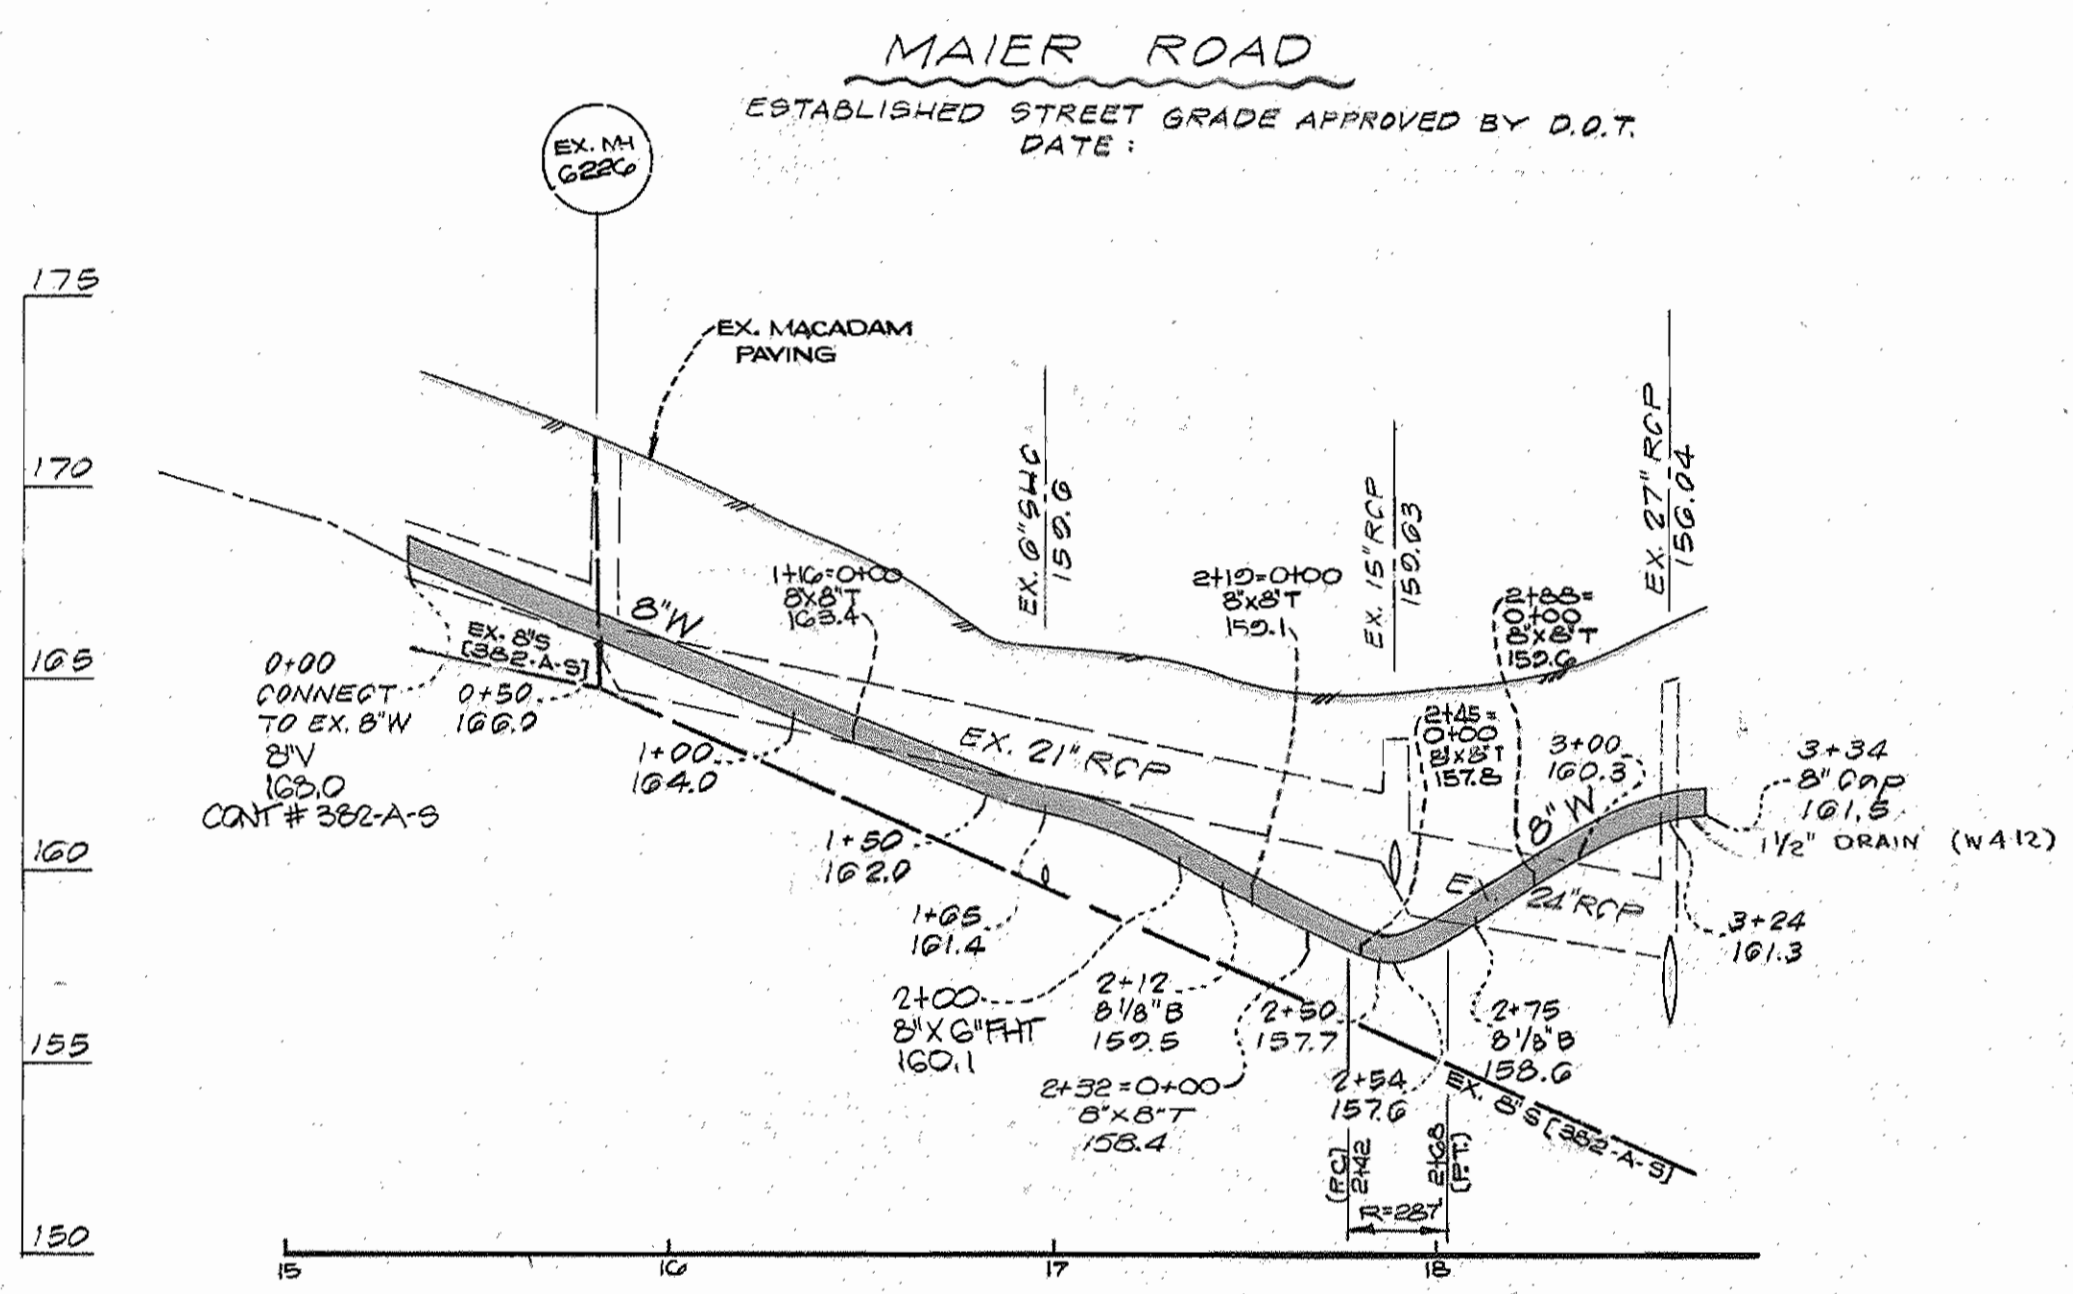 MAIER ROAD
ESTABLISHED STREET GRADE APPROVED BY D.O.T.
DATE:
EX. MH
6226
175
170
165
160
155
150
EX. MACADAM
PAVING
EX. 6" SHC
159.6
EX. 15" RCP
159.63
EX. 27" RCP
156.04
8"W
1+16=0+00
8"X8"T
163.4
2+19=0+00
8"X8"T
159.1
2+88=
0+00
8"X8"T
159.6
EX. 8"S
[382-A-S]
0+00
CONNECT
TO EX. 8"W
8"V
168.0
CONT # 382-A-S
0+50
166.0
1+00
164.0
EX. 21" RCP
2+45=
0+00
8"X8"T
157.8
3+00
160.3
8" W
3+34
8" Cap
161.5
1 1/2" DRAIN (W412)
1+50
162.0
1+65
161.4
24" RCP
3+24
161.3
2+00
8"X6"FHT
160.1
2+12
8 1/8"B
159.5
2+32=0+00
8"X8"T
158.4
2+50
157.7
2+54
157.6
2+75
8 1/8"B
158.6
EX. 8"S [382-A-S]
(P.C.)
2+42
2+68
(P.T.)
R=287
15
16
17
18